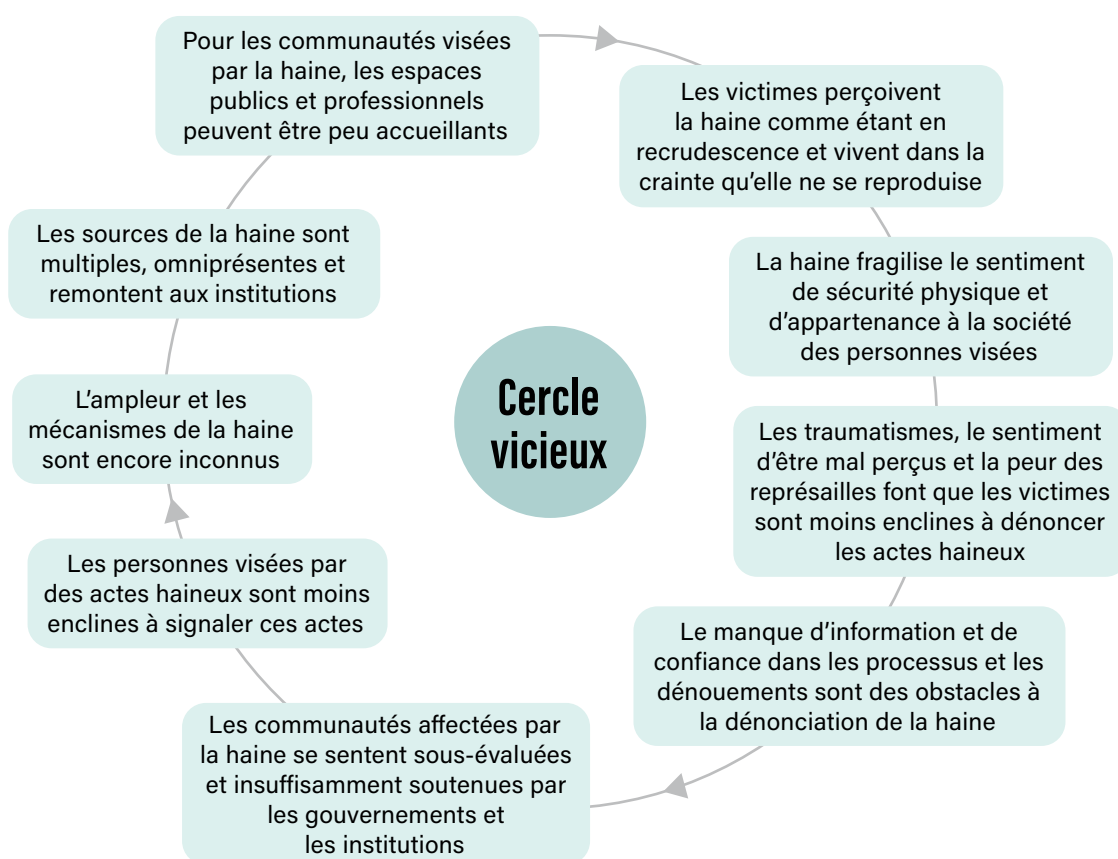 Pour les communautés visées
par la haine, les espaces
publics et professionnels
peuvent être peu accueillants
Les victimes perçoivent
la haine comme étant en
recrudescence et vivent dans la
crainte qu’elle ne se reproduise
La haine fragilise le sentiment
de sécurité physique et
d’appartenance à la société
des personnes visées
Les traumatismes, le sentiment
d’être mal perçus et la peur des
représailles font que les victimes
sont moins enclines à dénoncer
les actes haineux
Le manque d’information et de
confiance dans les processus et les
dénouements sont des obstacles à
la dénonciation de la haine
Les communautés affectées par
la haine se sentent sous-évaluées
et insuffisamment soutenues par
les gouvernements et
les institutions
Les personnes visées par
des actes haineux sont moins
enclines à signaler ces actes
L’ampleur et les
mécanismes de la haine
sont encore inconnus
Les sources de la haine sont
multiples, omniprésentes et
remontent aux institutions
Cercle
vicieux